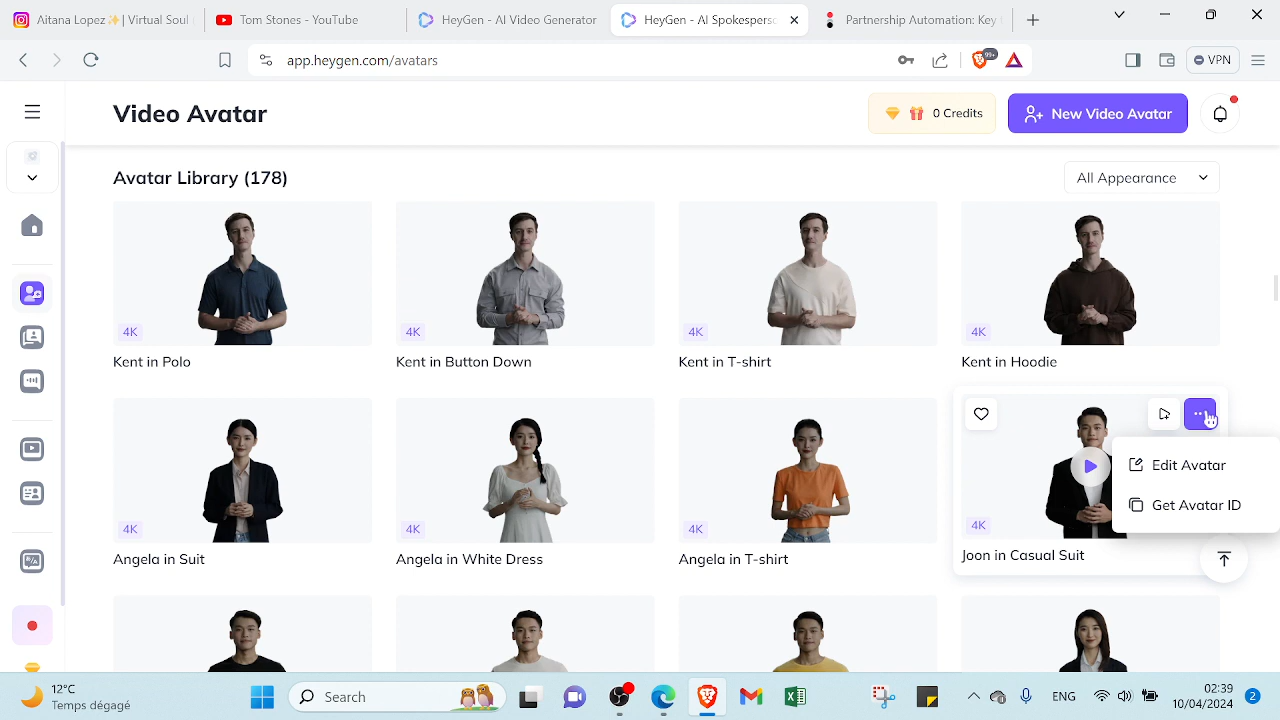 Aitana Lopez✨| Virtual Soul
Tom Stores - YouTube
HeyGen - AI Video Generator
HeyGen - AI Spokespers
Partnership Automation: Key
app.heygen.com/avatars
99+
VPN
Video Avatar
0 Credits
New Video Avatar
Avatar Library (178)
All Appearance
4K
4K
4K
4K
Kent in Polo
Kent in Button Down
Kent in T-shirt
Kent in Hoodie
Edit Avatar
Get Avatar ID
4K
4K
4K
4K
Angela in Suit
Angela in White Dress
Angela in T-shirt
Joon in Casual Suit
12°C
Temps dégagé
Search
ENG
02:39
10/04/2024
2